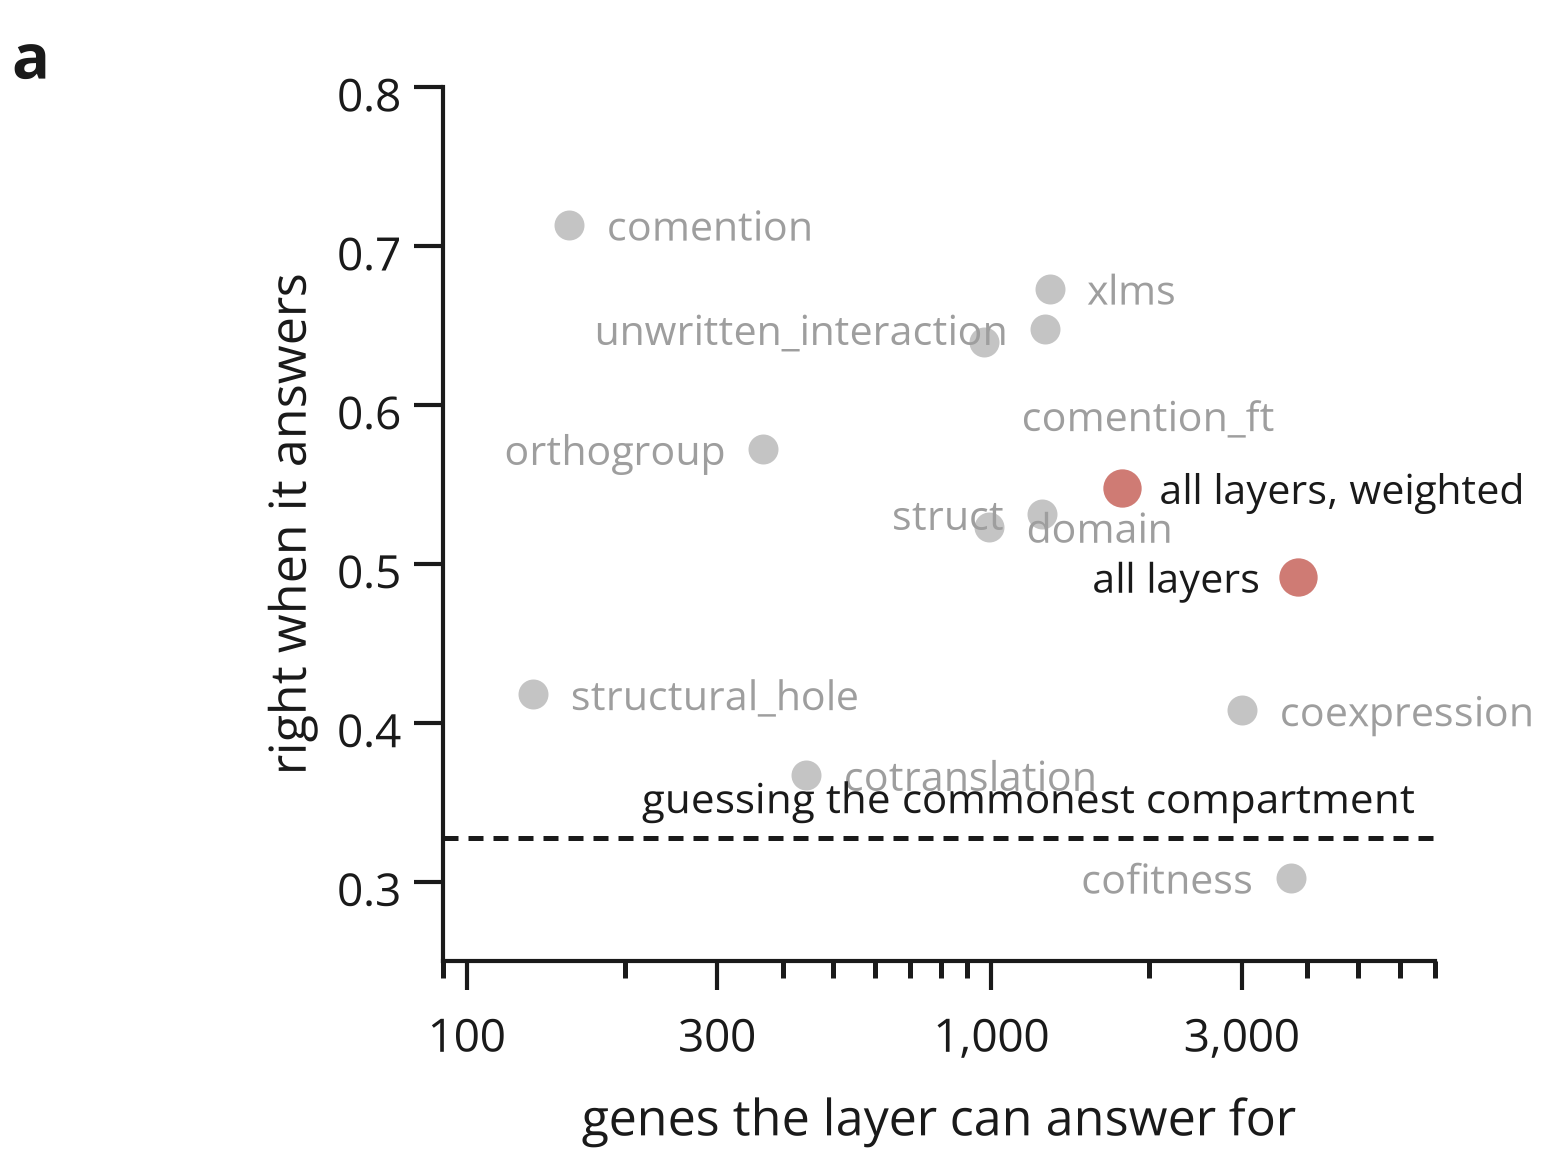 a
0.8
comention
0.7
xlms
unwritten_interaction
0.6
comention_ft
orthogroup
all layers, weighted
struct
domain
0.5
all layers
structural_hole
coexpression
0.4
cotranslation
guessing the commonest compartment
0.3
cofitness
right when it answers
100
300
1,000
3,000
genes the layer can answer for